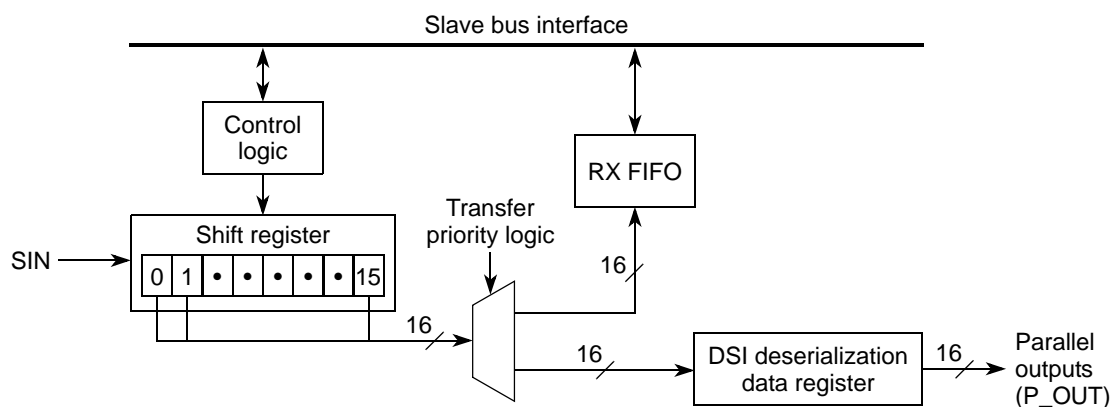 Slave bus interface
Control
logic
RX FIFO
Transfer
priority logic
Shift register
SIN
0 1 • • • • • 15
16
16
16
DSI deserialization
data register
16
Parallel
outputs
(P_OUT)